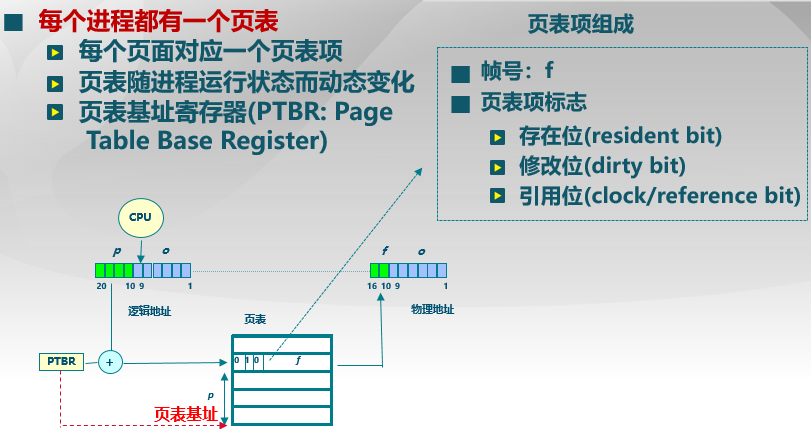 每个进程都有一个页表
每个页面对应一个页表项
页表随进程运行状态而动态变化
页表基址寄存器(PTBR: Page
Table Base Register)
页表项组成
帧号：f
页表项标志
存在位(resident bit)
修改位(dirty bit)
引用位(clock/reference bit)
CPU
p o
20 10 9 1
逻辑地址
f o
16 10 9 1
物理地址
页表
0 1 0 f
PTBR
+
p
页表基址